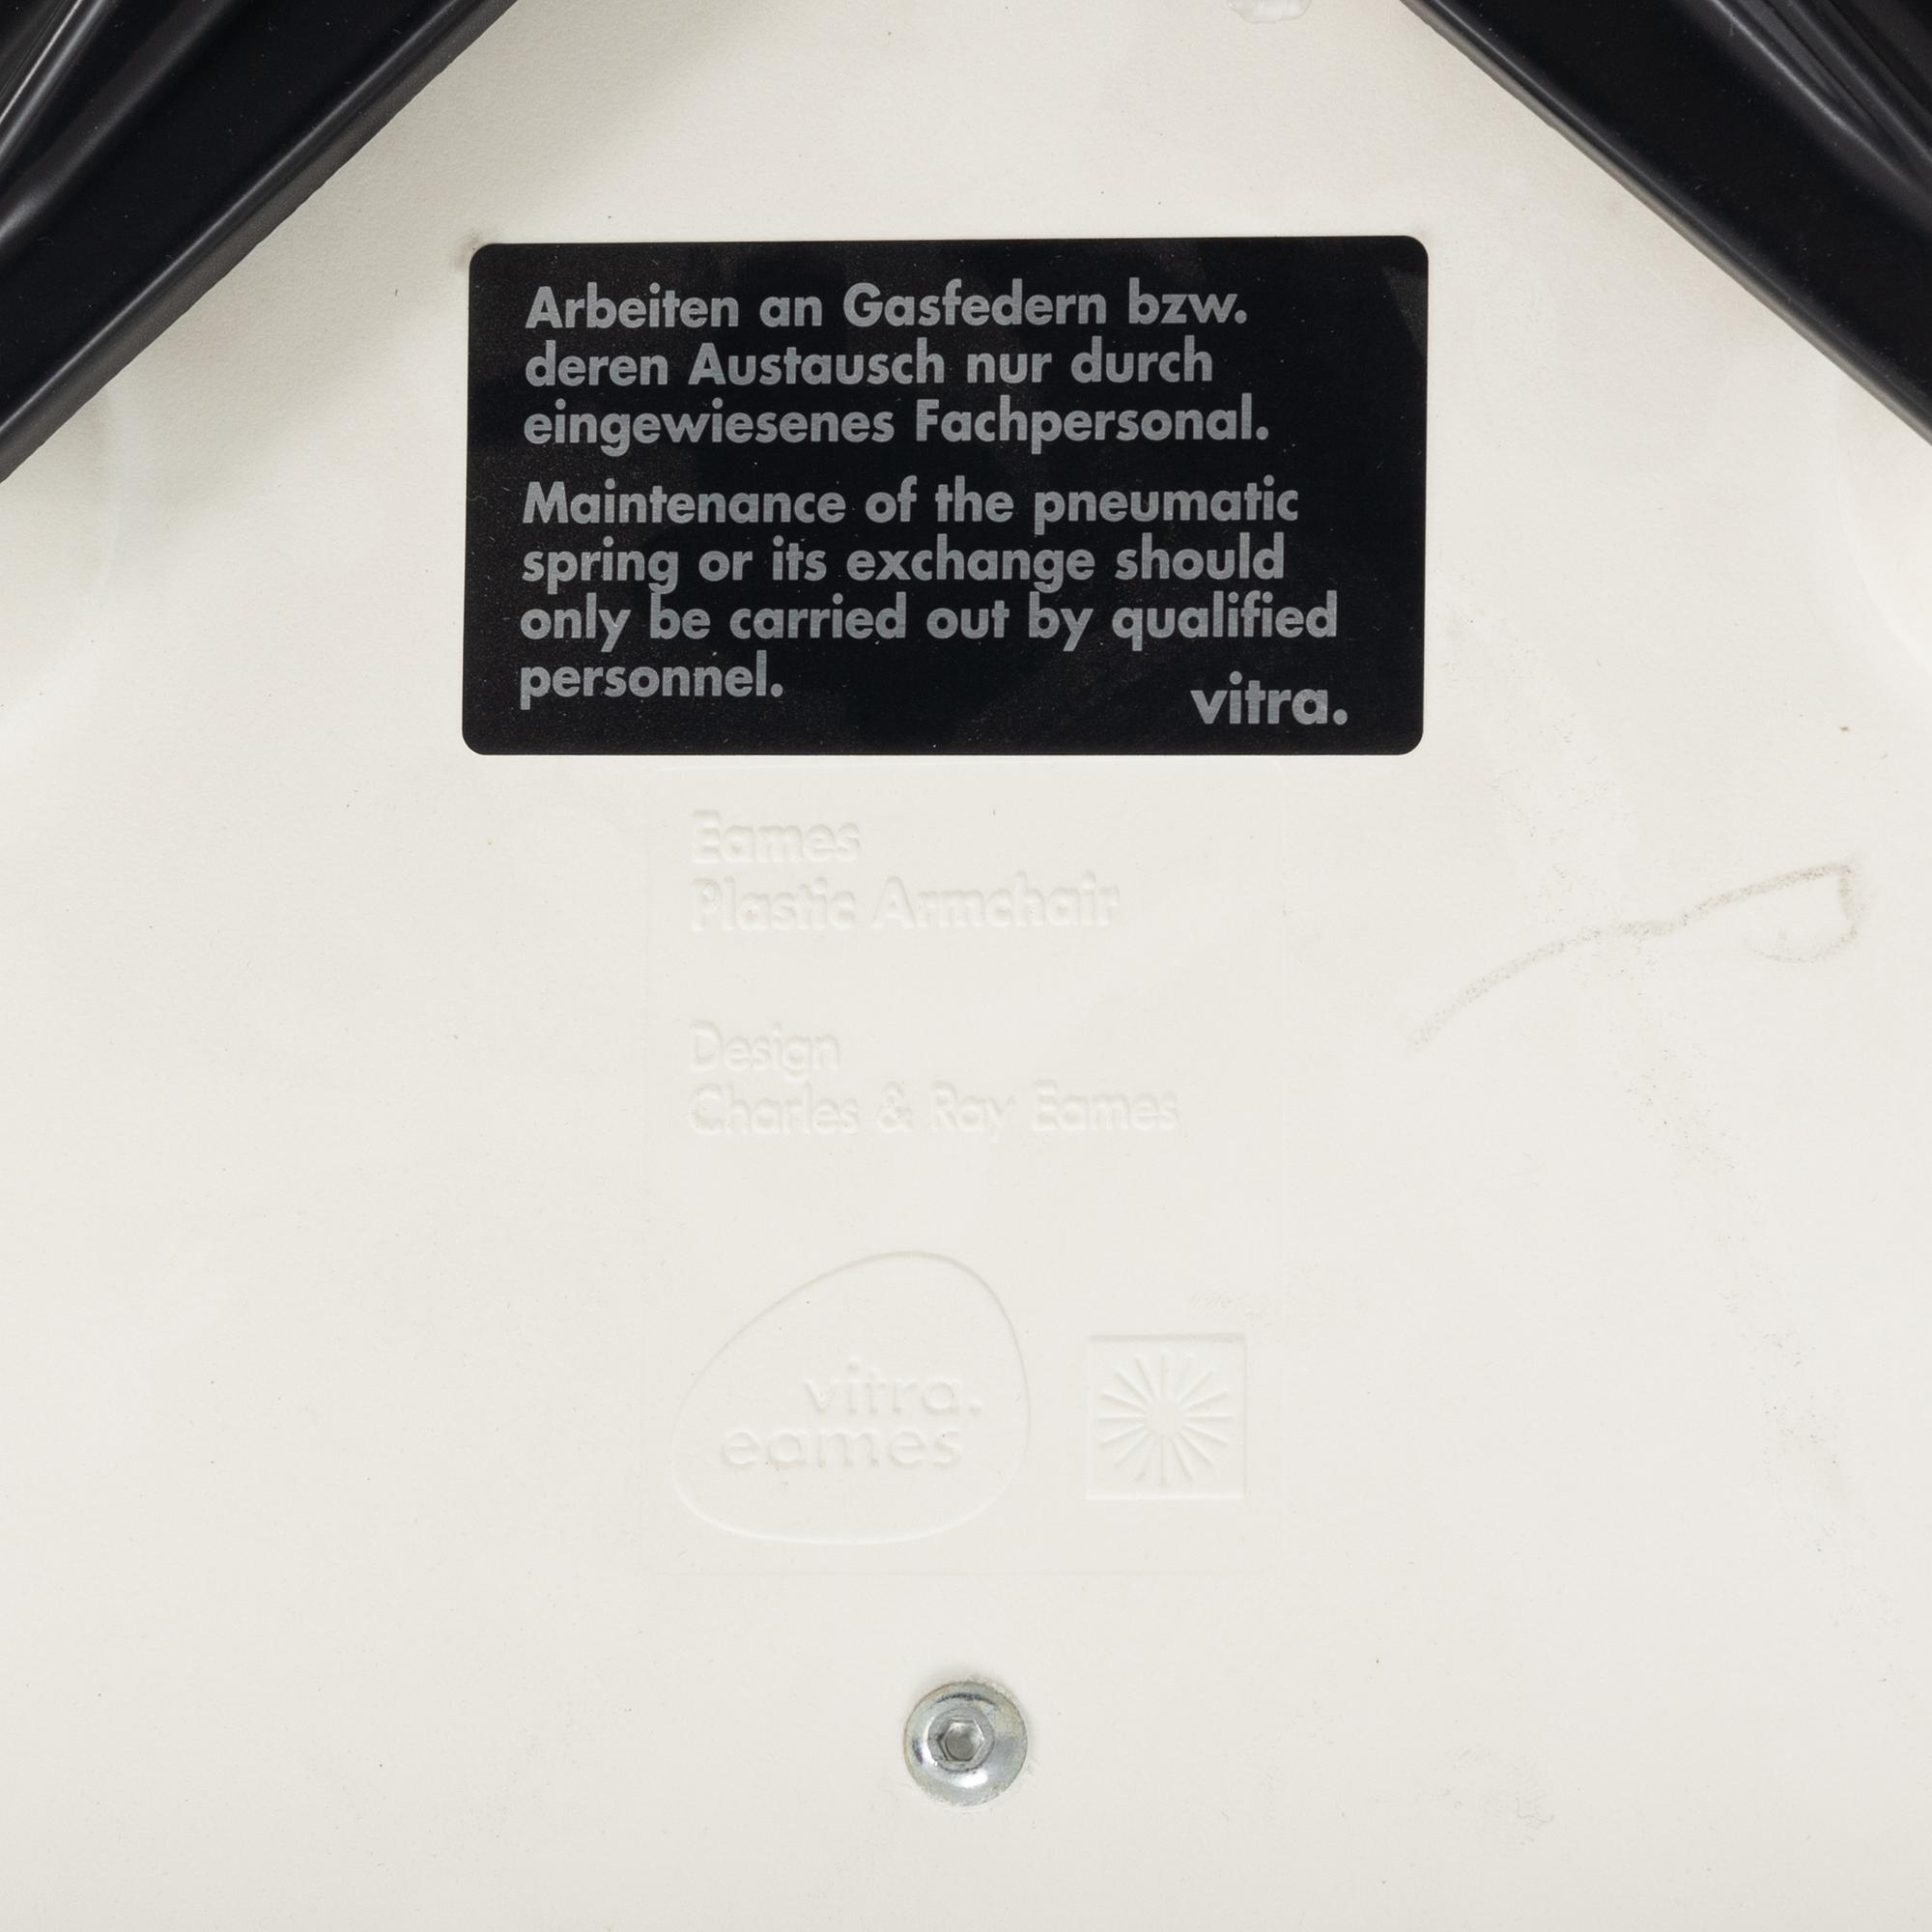 Arbeiten an Gasfedern bzw.
deren Austausch nur durch
eingewiesenes Fachpersonal.
Maintenance of the pneumatic
spring or its exchange should
only be carried out by qualified
personnel.
vitra.
Eames
Plastic Armchair
Design
Charles & Ray Eames
vitra.
eames